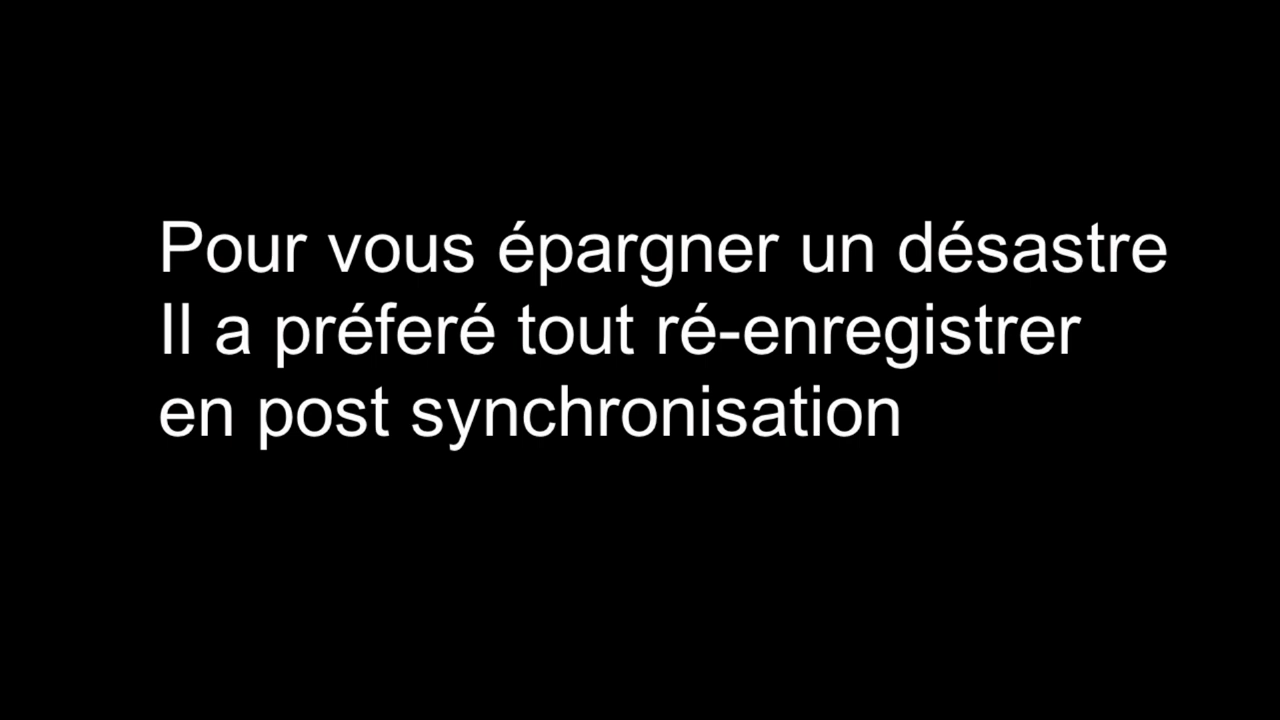 Pour vous épargner un désastre
Il a préferé tout ré-enregistrer
en post synchronisation